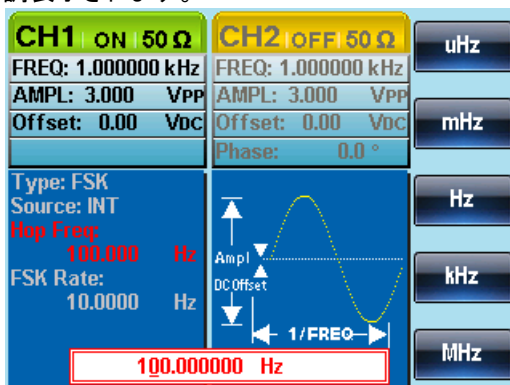 CH1 ON 50 Ω
FREQ: 1.000000 kHz
AMPL: 3.000 VPP
Offset: 0.00 VDC
CH2 OFF 50 Ω
FREQ: 1.000000 kHz
AMPL: 3.000 VPP
Offset: 0.00 VDC
Phase: 0.0 °
Type: FSK
Source: INT
Hop Freq:
100.000 Hz
FSK Rate:
10.0000 Hz
Ampl
DC Offset
1/FREQ
100.000000 Hz
uHz
mHz
Hz
kHz
MHz